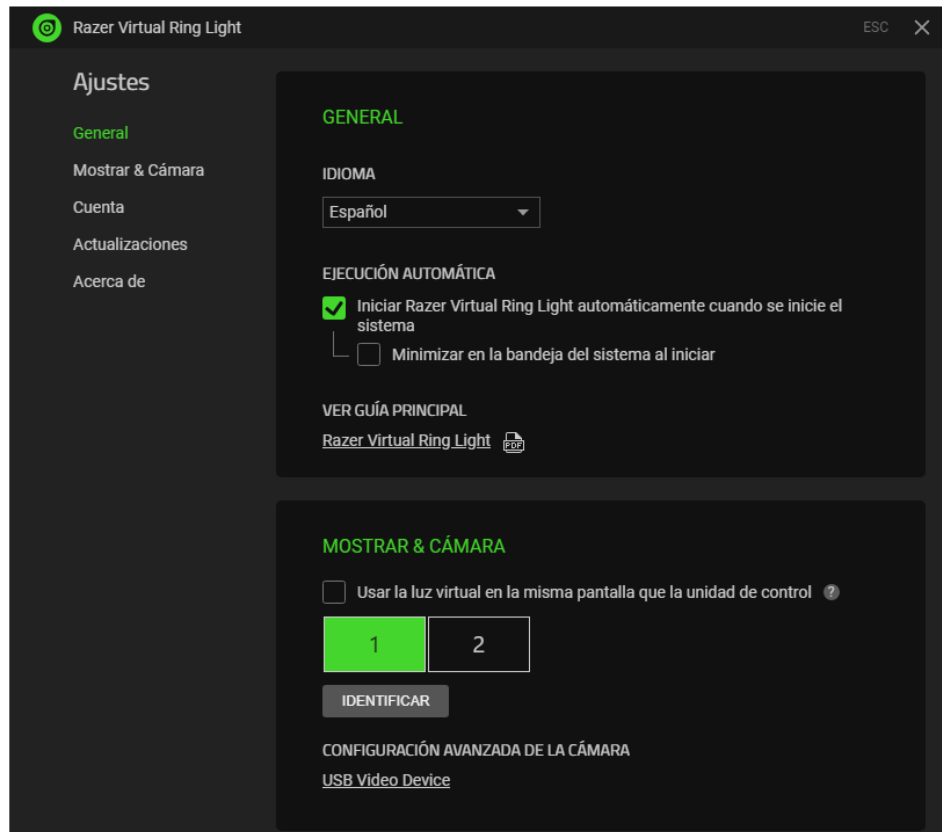 Razer Virtual Ring Light
ESC
Ajustes
General
Mostrar & Cámara
Cuenta
Actualizaciones
Acerca de
GENERAL
IDIOMA
Español
EJECUCIÓN AUTOMÁTICA
Iniciar Razer Virtual Ring Light automáticamente cuando se inicie el
sistema
Minimizar en la bandeja del sistema al iniciar
VER GUÍA PRINCIPAL
Razer Virtual Ring Light PDF
MOSTRAR & CÁMARA
Usar la luz virtual en la misma pantalla que la unidad de control ?
1 2
IDENTIFICAR
CONFIGURACIÓN AVANZADA DE LA CÁMARA
USB Video Device